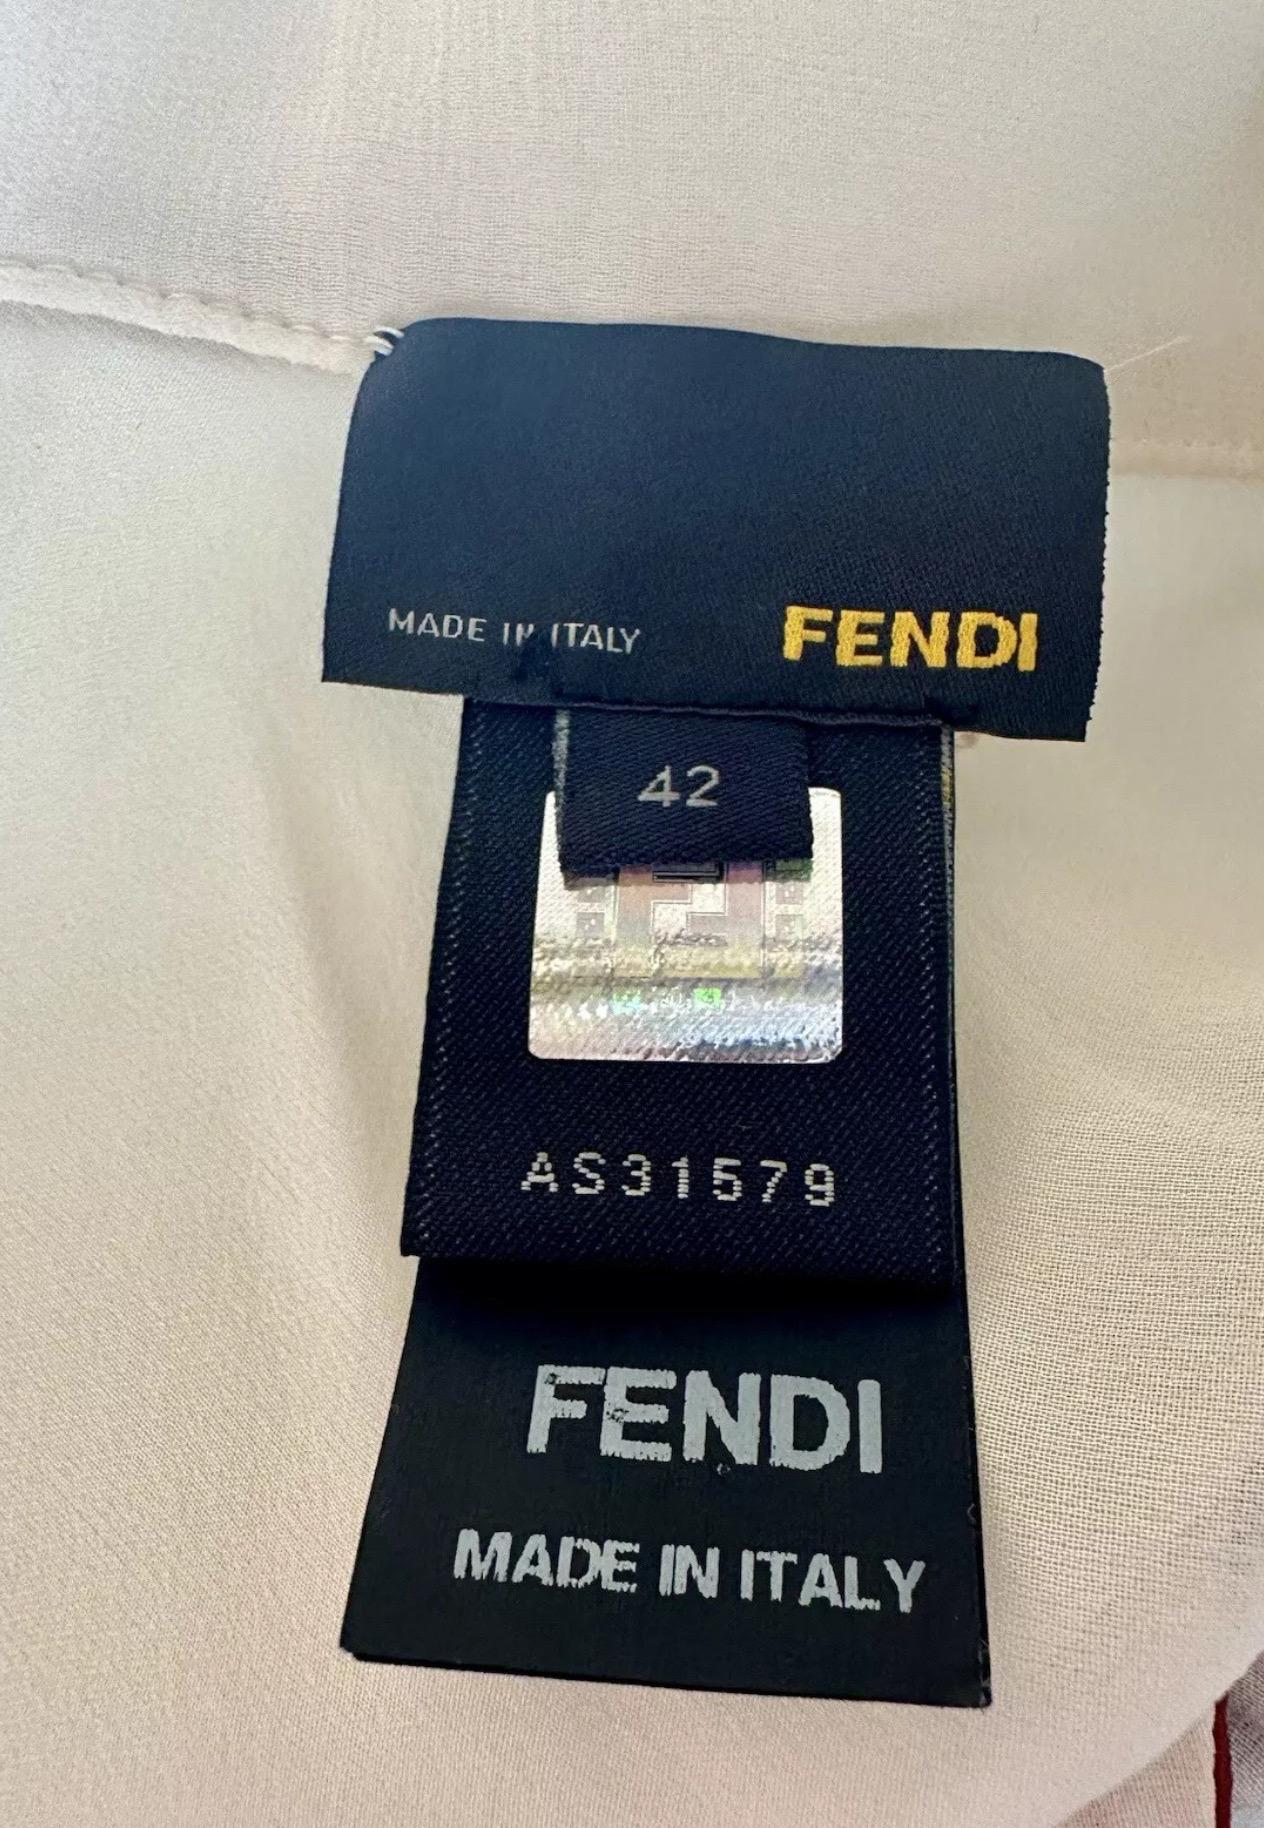 MADE IN ITALY FENDI
42
AS31579
FENDI
MADE IN ITALY